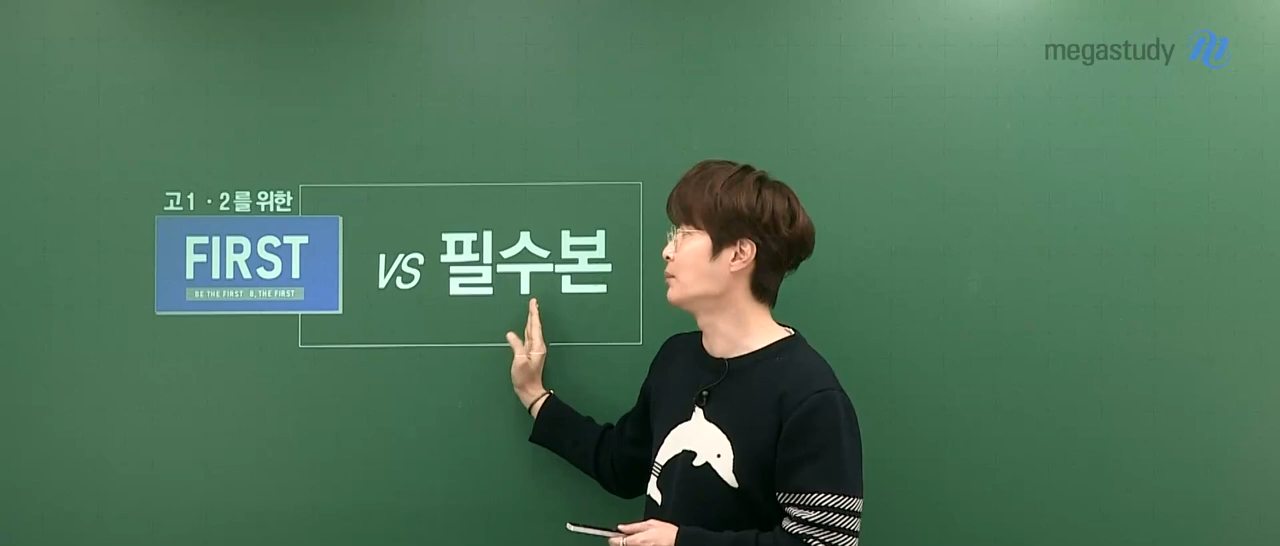 megastudy
고1·2를 위한
FIRST
BE THE FIRST B, THE FIRST
VS 필수본